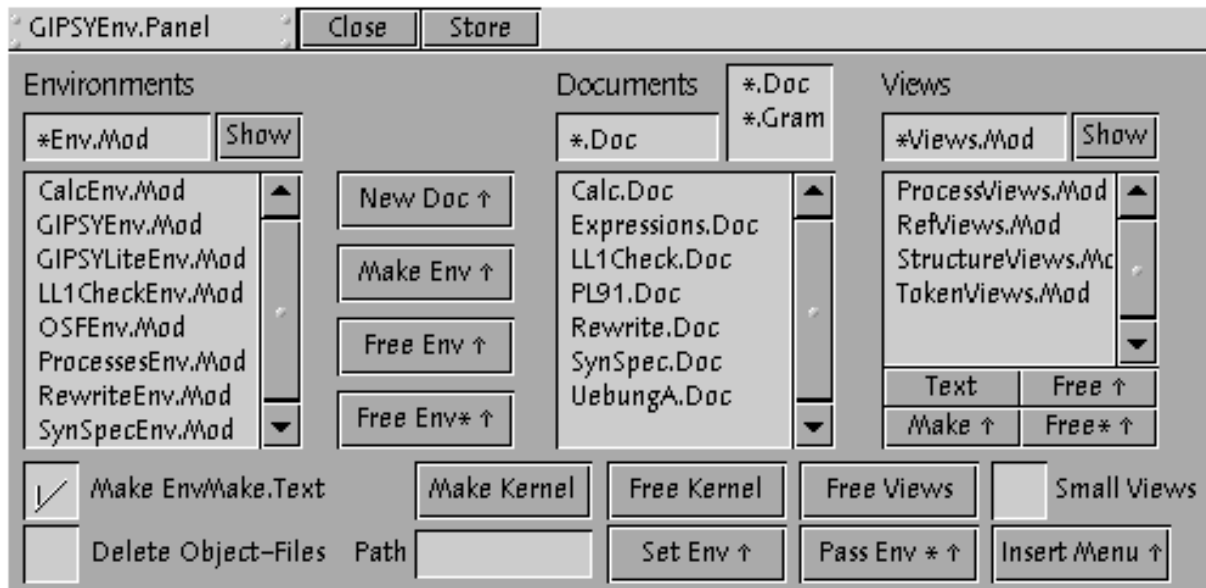 GIPSYEnv.Panel Close Store
Environments Documents *.Doc Views
*.Gram
*Env.Mod Show *.Doc *Views.Mod Show
CalcEnv.Mod
GIPSYEnv.Mod
GIPSYLiteEnv.Mod
LL1CheckEnv.Mod
OSFEnv.Mod
ProcessesEnv.Mod
RewriteEnv.Mod
SynSpecEnv.Mod
New Doc ↑
Make Env ↑
Free Env ↑
Free Env* ↑
Calc.Doc
Expressions.Doc
LL1Check.Doc
PL91.Doc
Rewrite.Doc
SynSpec.Doc
UebungA.Doc
ProcessViews.Mod
RefViews.Mod
StructureViews.Mo
TokenViews.Mod
Text Free ↑
Make ↑ Free* ↑
Make EnvMake.Text Make Kernel Free Kernel Free Views Small Views
Delete Object-Files Path Set Env ↑ Pass Env * ↑ Insert Menu ↑